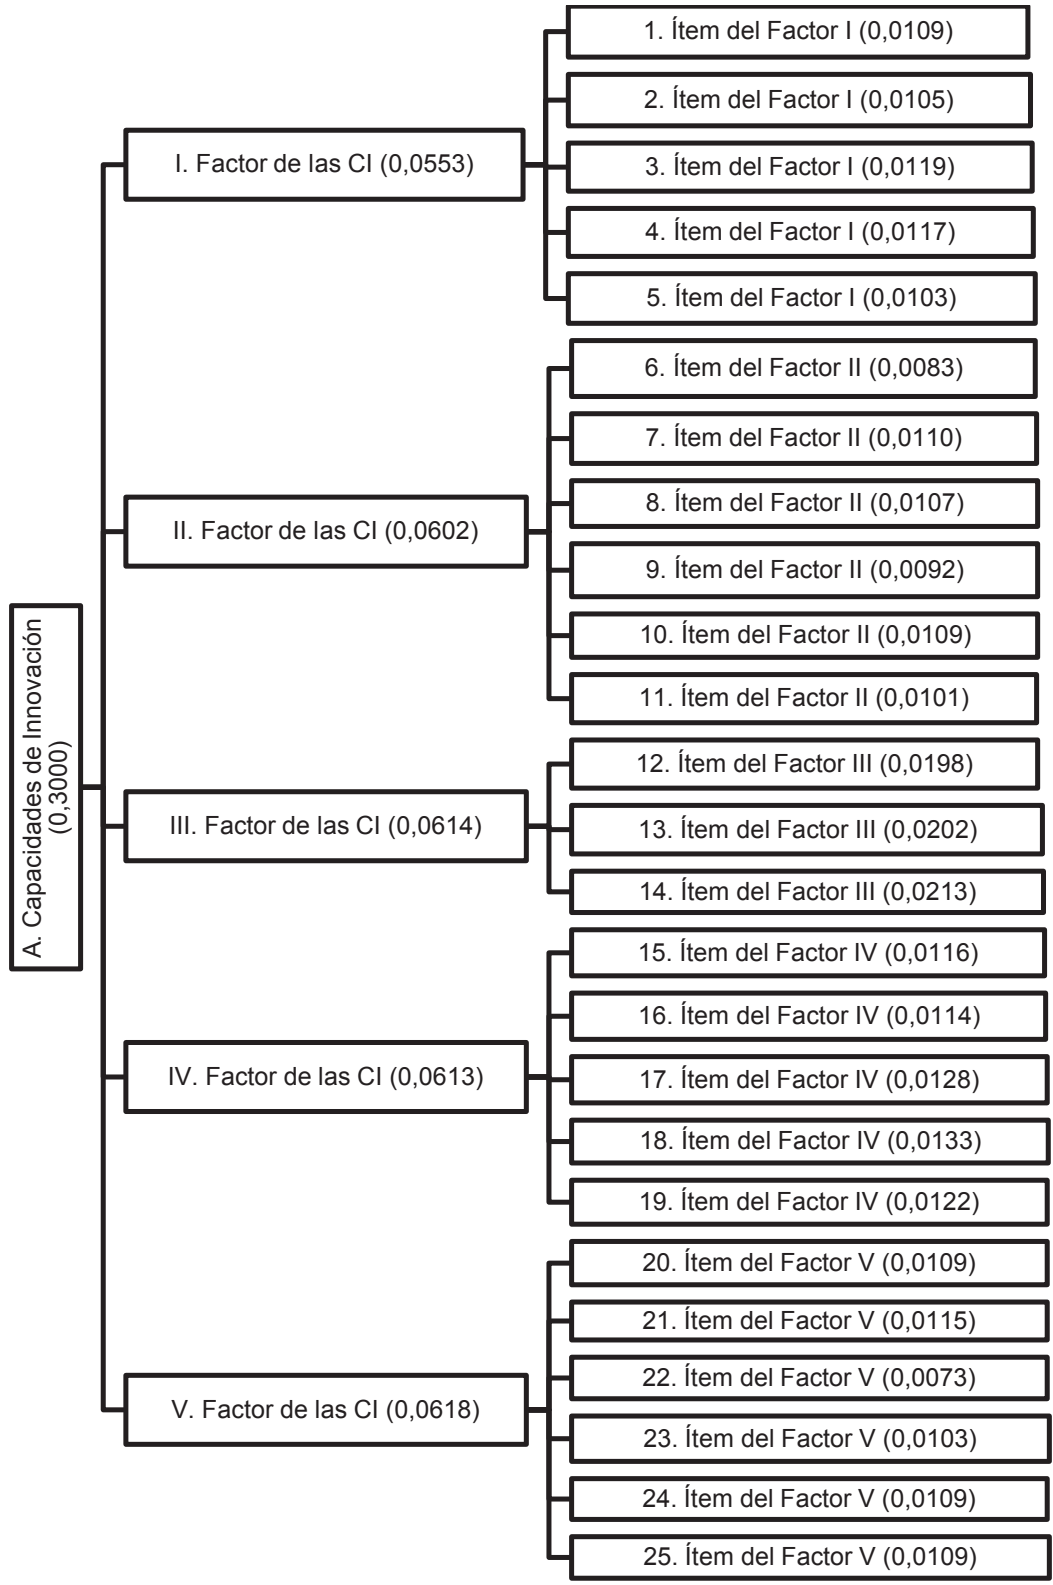 A. Capacidades de Innovación
(0,3000)
I. Factor de las CI (0,0553)
1. Ítem del Factor I (0,0109)
2. Ítem del Factor I (0,0105)
3. Ítem del Factor I (0,0119)
4. Ítem del Factor I (0,0117)
5. Ítem del Factor I (0,0103)
II. Factor de las CI (0,0602)
6. Ítem del Factor II (0,0083)
7. Ítem del Factor II (0,0110)
8. Ítem del Factor II (0,0107)
9. Ítem del Factor II (0,0092)
10. Ítem del Factor II (0,0109)
11. Ítem del Factor II (0,0101)
III. Factor de las CI (0,0614)
12. Ítem del Factor III (0,0198)
13. Ítem del Factor III (0,0202)
14. Ítem del Factor III (0,0213)
IV. Factor de las CI (0,0613)
15. Ítem del Factor IV (0,0116)
16. Ítem del Factor IV (0,0114)
17. Ítem del Factor IV (0,0128)
18. Ítem del Factor IV (0,0133)
19. Ítem del Factor IV (0,0122)
V. Factor de las CI (0,0618)
20. Ítem del Factor V (0,0109)
21. Ítem del Factor V (0,0115)
22. Ítem del Factor V (0,0073)
23. Ítem del Factor V (0,0103)
24. Ítem del Factor V (0,0109)
25. Ítem del Factor V (0,0109)